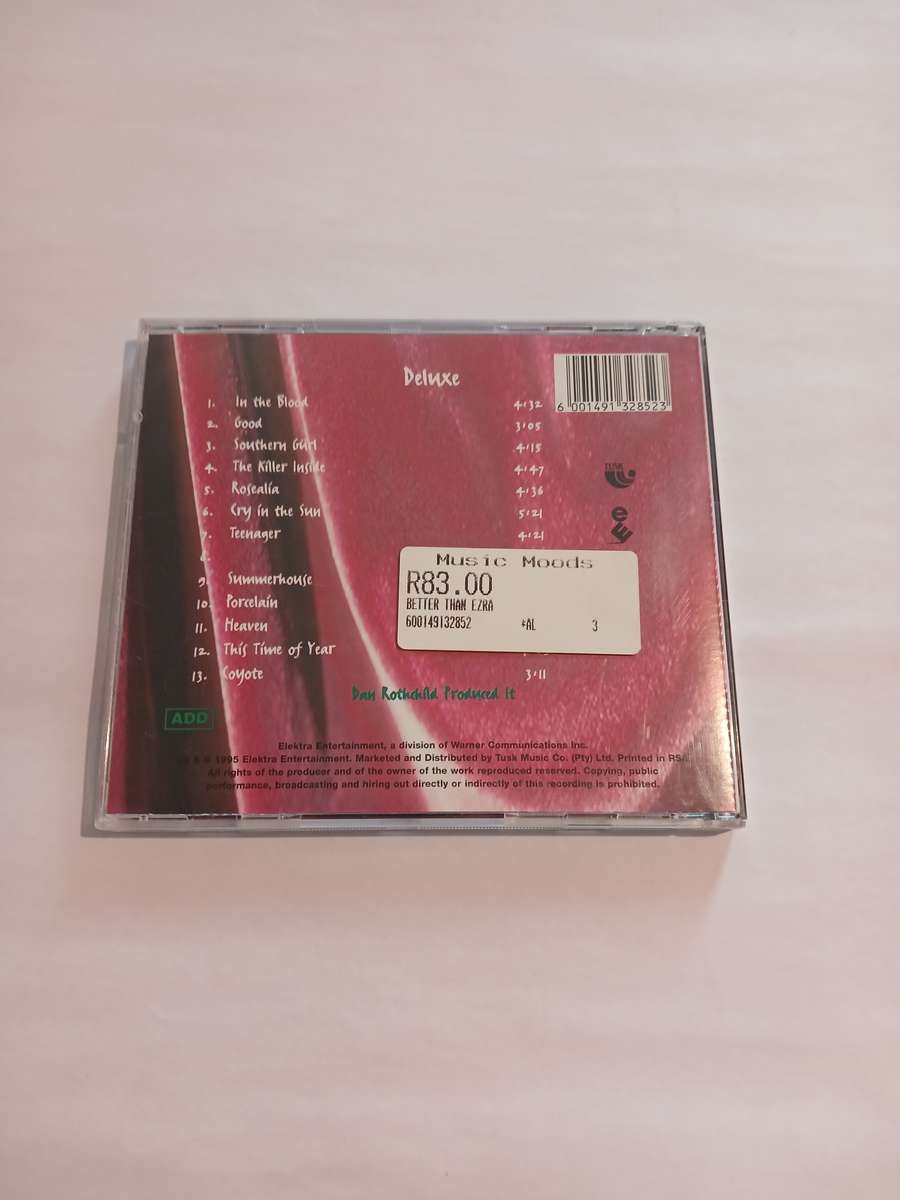 Deluxe
1. In the Blood 4:32
2. Good 3:05
3. Southern Gürl 4:15
4. The Killer Inside 4:47
5. Rosealia 4:36
6. Cry in the Sun 5:21
7. Teenager 4:21
8.
9. Summerhouse
10. Porcelain
11. Heaven
12. This Time of Year
13. Coyote 3:11
Dan Rothchild Produced It
6 001491 328523
TUSK
e
Music Moods
R83.00
BETTER THAN EZRA
600149132852 *AL 3
ADD
Elektra Entertainment, a division of Warner Communications Inc.
& ℗ 1995 Elektra Entertainment. Marketed and Distributed by Tusk Music Co. (Pty) Ltd. Printed in RSA.
All rights of the producer and of the owner of the work reproduced reserved. Copying, public
performance, broadcasting and hiring out directly or indirectly of this recording is prohibited.